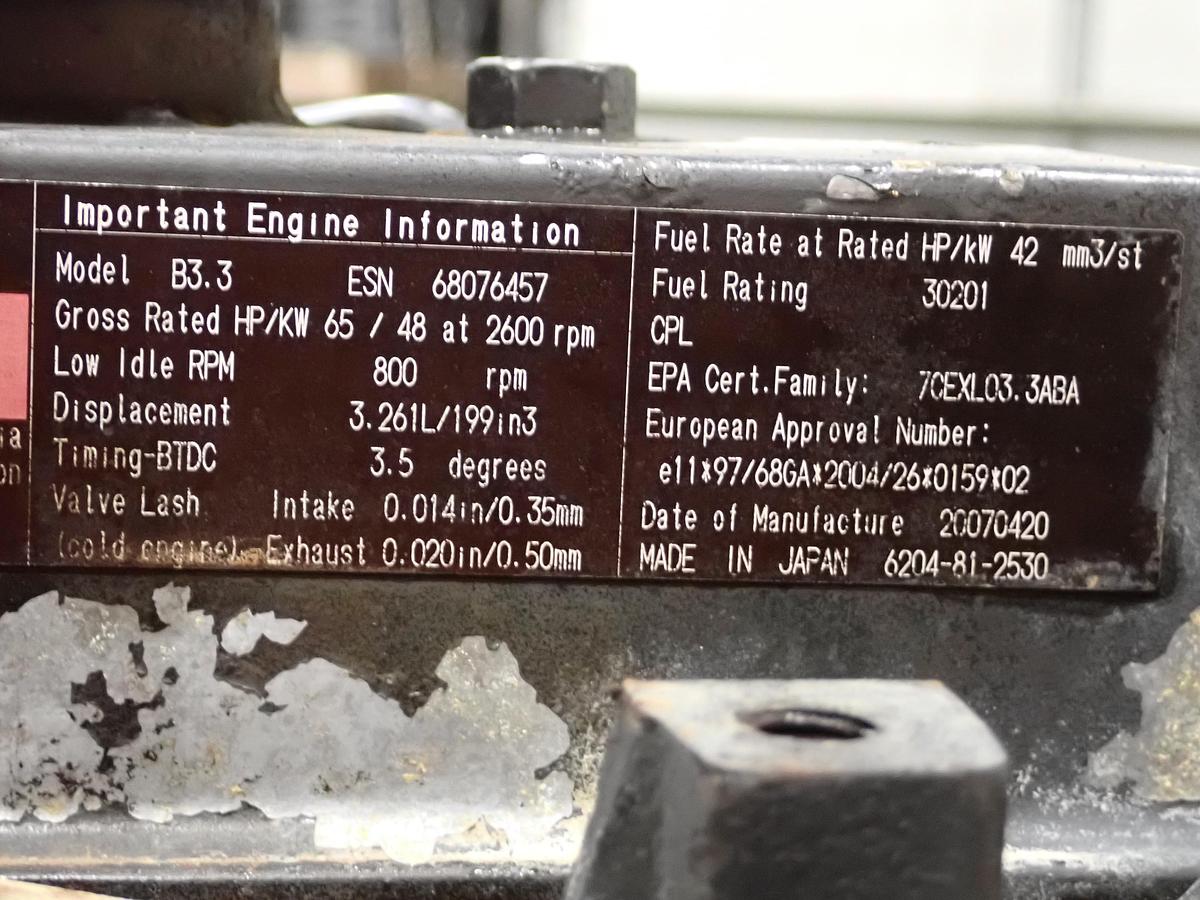 Important Engine Information
Model B3.3 ESN 68076457
Gross Rated HP/KW 65 / 48 at 2600 rpm
Low Idle RPM 800 rpm
Displacement 3.261L/199in3
Timing-BTDC 3.5 degrees
Valve Lash Intake 0.014in/0.35mm
(cold engine) Exhaust 0.020in/0.50mm
Fuel Rate at Rated HP/kW 42 mm3/st
Fuel Rating 30201
CPL
EPA Cert.Family: 7CEXL03.3ABA
European Approval Number:
e11*97/68GA*2004/26*0159*02
Date of Manufacture 20070420
MADE IN JAPAN 6204-81-2530